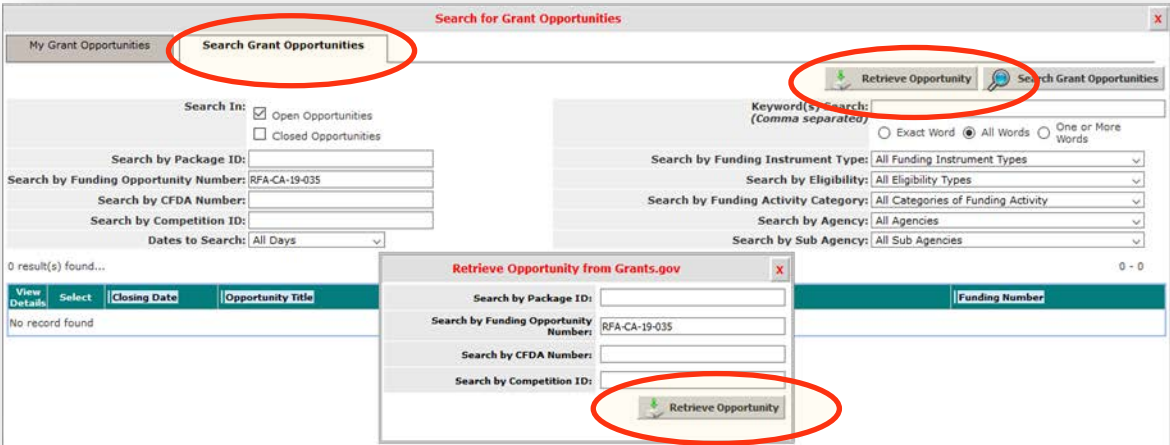 Search for Grant Opportunities
x
My Grant Opportunities
Search Grant Opportunities
Retrieve Opportunity
Search Grant Opportunities
Search In:
Open Opportunities
Closed Opportunities
Search by Package ID:
Search by Funding Opportunity Number: RFA-CA-19-035
Search by CFDA Number:
Search by Competition ID:
Dates to Search: All Days
Keyword(s) Search:
(Comma separated)
Exact Word All Words One or More Words
Search by Funding Instrument Type: All Funding Instrument Types
Search by Eligibility: All Eligibility Types
Search by Funding Activity Category: All Categories of Funding Activity
Search by Agency: All Agencies
Search by Sub Agency: All Sub Agencies
0 result(s) found...
0 - 0
View Details Select Closing Date Opportunity Title Funding Number
No record found
Retrieve Opportunity from Grants.gov
x
Search by Package ID:
Search by Funding Opportunity Number: RFA-CA-19-035
Search by CFDA Number:
Search by Competition ID:
Retrieve Opportunity